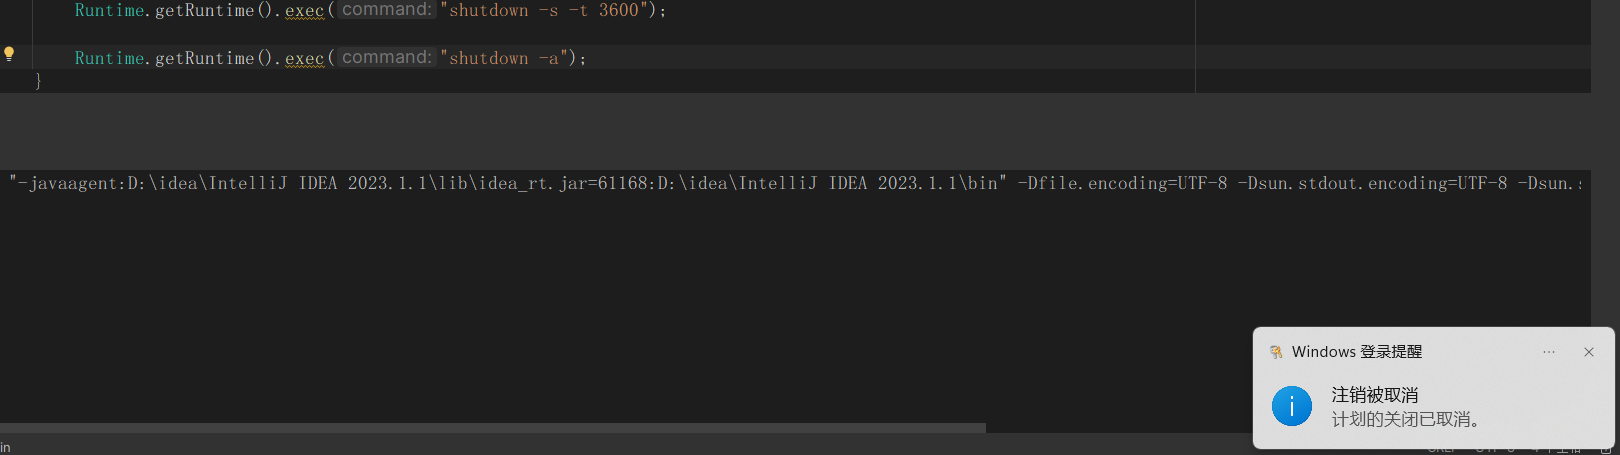 Runtime.getRuntime().exec(command:"shutdown -s -t 3600");
Runtime.getRuntime().exec(command:"shutdown -a");
}
"-javaagent:D:\idea\IntelliJ IDEA 2023.1.1\lib\idea_rt.jar=61168:D:\idea\IntelliJ IDEA 2023.1.1\bin" -Dfile.encoding=UTF-8 -Dsun.stdout.encoding=UTF-8 -Dsun.s
Windows 登录提醒
注销被取消
计划的关闭已取消。
in